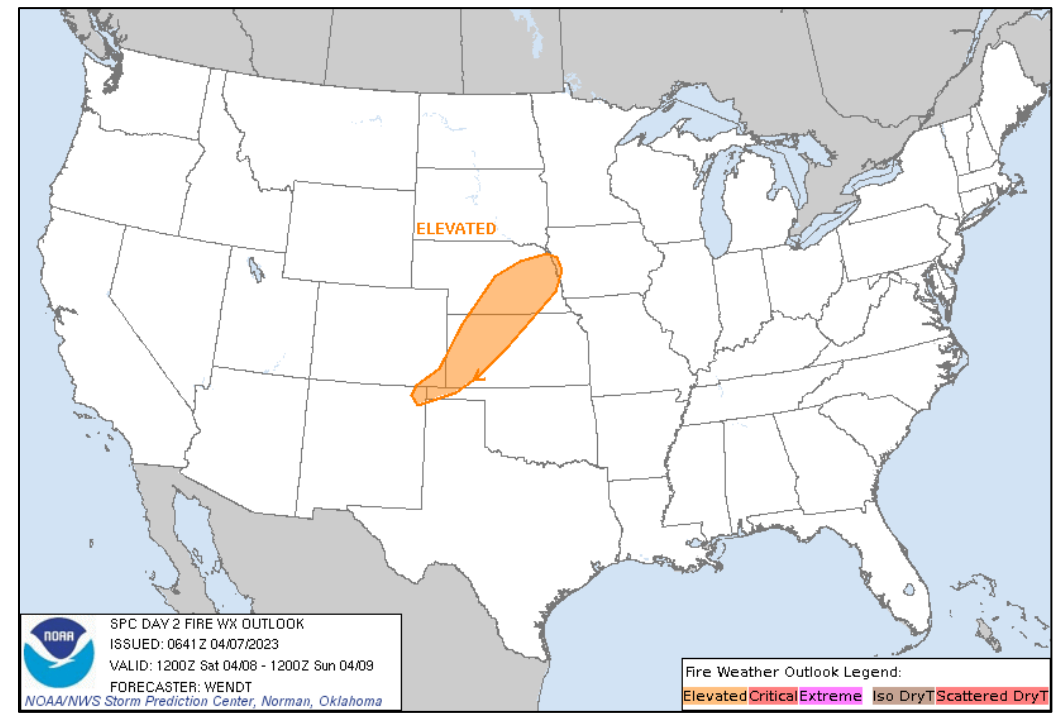 ELEVATED
NOAA
SPC DAY 2 FIRE WX OUTLOOK
ISSUED: 0641Z 04/07/2023
VALID: 1200Z Sat 04/08 - 1200Z Sun 04/09
FORECASTER: WENDT
NOAA/NWS Storm Prediction Center, Norman, Oklahoma
Fire Weather Outlook Legend:
Elevated Critical Extreme Iso DryT Scattered DryT